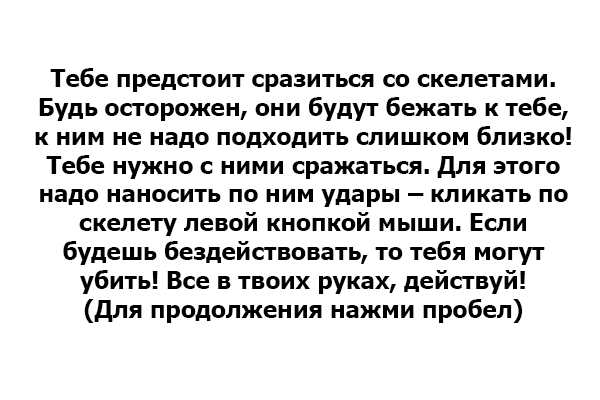 Тебе предстоит сразиться со скелетами.
Будь осторожен, они будут бежать к тебе,
к ним не надо подходить слишком близко!
Тебе нужно с ними сражаться. Для этого
надо наносить по ним удары – кликать по
скелету левой кнопкой мыши. Если
будешь бездействовать, то тебя могут
убить! Все в твоих руках, действуй!
(Для продолжения нажми пробел)